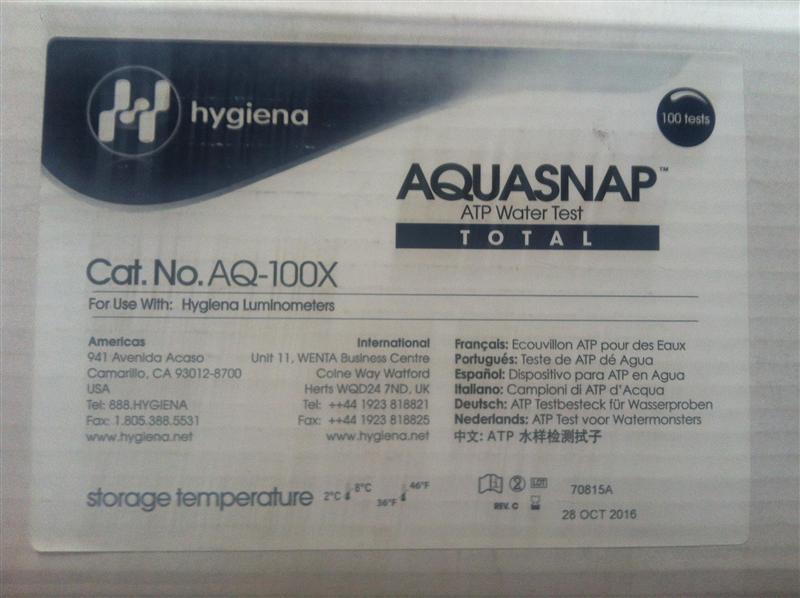 hygiena
100 tests
AQUASNAP™
ATP Water Test
TOTAL
Cat. No. AQ-100X
For Use With: Hygiena Luminometers
Americas
941 Avenida Acaso
Camarillo, CA 93012-8700
USA
Tel: 888.HYGIENA
Fax: 1.805.388.5531
www.hygiena.net
International
Unit 11, WENTA Business Centre
Colne Way Watford
Herts WQD24 7ND, UK
Tel: ++44 1923 818821
Fax: ++44 1923 818825
www.hygiena.net
Français: Ecouvillon ATP pour des Eaux
Portugués: Teste de ATP dé Agua
Español: Dispositivo para ATP en Agua
Italiano: Campioni di ATP d'Acqua
Deutsch: ATP Testbesteck für Wasserproben
Nederlands: ATP Test voor Watermonsters
中文: ATP 水样检测拭子
storage temperature 2°C 8°C 36°F 46°F
2 LOT 70815A
REV. C 28 OCT 2016